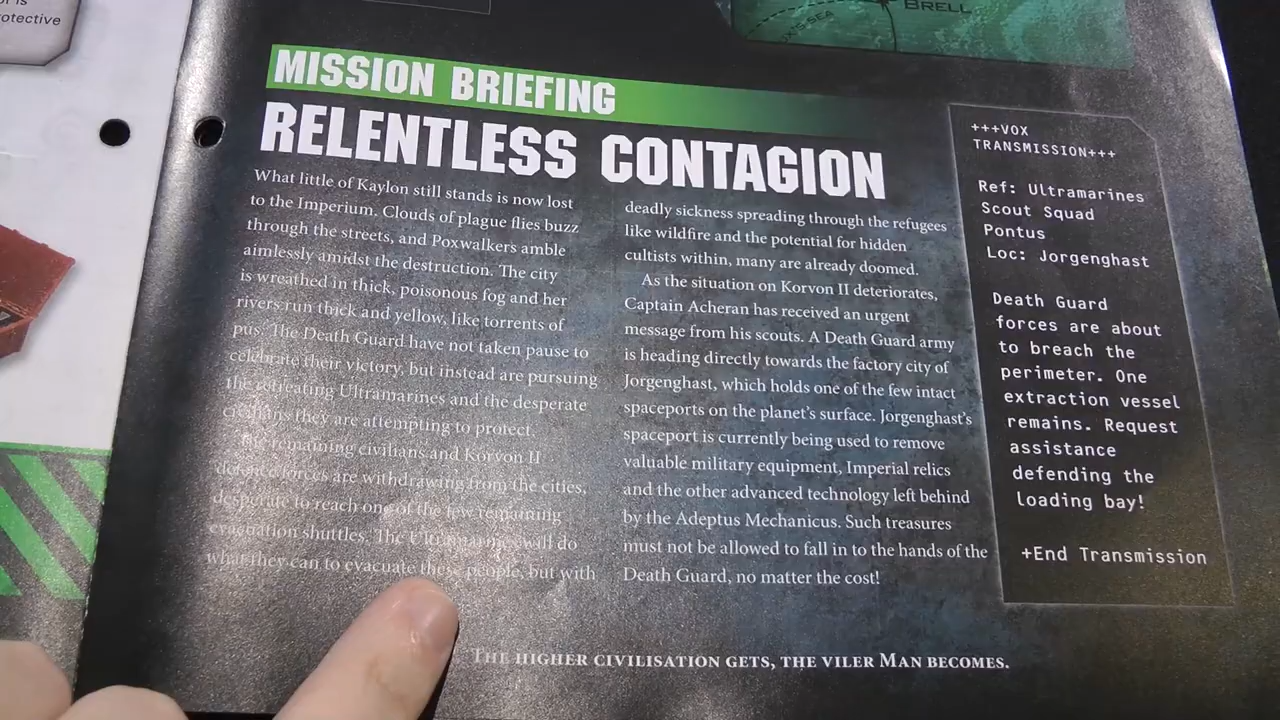 otective
BRELL
MISSION BRIEFING
RELENTLESS CONTAGION
What little of Kaylon still stands is now lost
to the Imperium. Clouds of plague flies buzz
through the streets, and Poxwalkers amble
aimlessly amidst the destruction. The city
is wreathed in thick, poisonous fog and her
rivers run thick and yellow, like torrents of
pus. The Death Guard have not taken pause to
celebrate their victory, but instead are pursuing
the retreating Ultramarines and the desperate
civilians they are attempting to protect.
The remaining civilians and Korvon II
defence forces are withdrawing from the cities,
desperate to reach one of the few remaining
evacuation shuttles. The Ultramarines will do
what they can to evacuate these people, but with
deadly sickness spreading through the refugees
like wildfire and the potential for hidden
cultists within, many are already doomed.
As the situation on Korvon II deteriorates,
Captain Acheran has received an urgent
message from his scouts. A Death Guard army
is heading directly towards the factory city of
Jorgenghast, which holds one of the few intact
spaceports on the planet's surface. Jorgenghast's
spaceport is currently being used to remove
valuable military equipment, Imperial relics
and the other advanced technology left behind
by the Adeptus Mechanicus. Such treasures
must not be allowed to fall in to the hands of the
Death Guard, no matter the cost!
+++VOX
TRANSMISSION+++
Ref: Ultramarines
Scout Squad
Pontus
Loc: Jorgenghast
Death Guard
forces are about
to breach the
perimeter. One
extraction vessel
remains. Request
assistance
defending the
loading bay!
+End Transmission
THE HIGHER CIVILISATION GETS, THE VILER MAN BECOMES.